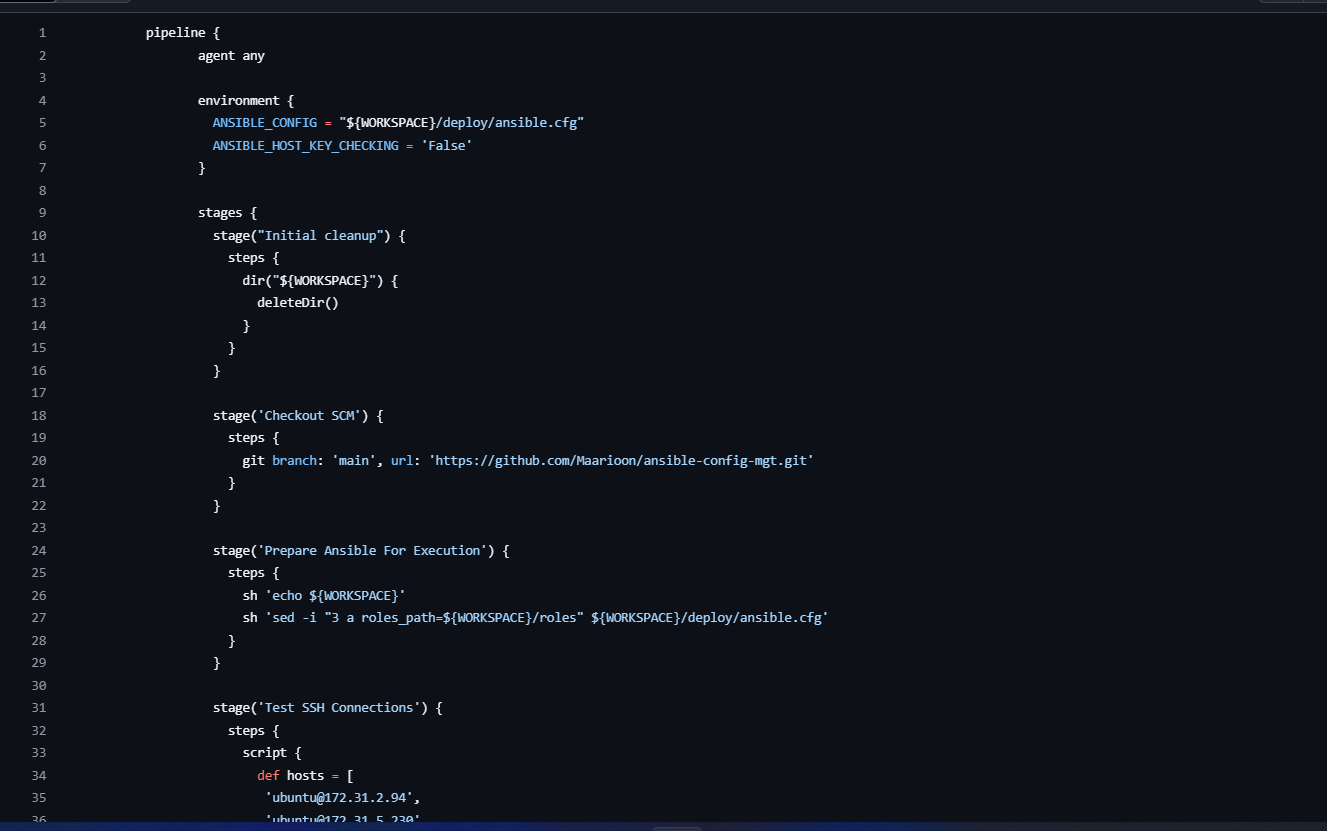 1 pipeline {
2 agent any
3
4 environment {
5 ANSIBLE_CONFIG = "${WORKSPACE}/deploy/ansible.cfg"
6 ANSIBLE_HOST_KEY_CHECKING = 'False'
7 }
8
9 stages {
10 stage("Initial cleanup") {
11 steps {
12 dir("${WORKSPACE}") {
13 deleteDir()
14 }
15 }
16 }
17
18 stage('Checkout SCM') {
19 steps {
20 git branch: 'main', url: 'https://github.com/Maarioon/ansible-config-mgt.git'
21 }
22 }
23
24 stage('Prepare Ansible For Execution') {
25 steps {
26 sh 'echo ${WORKSPACE}'
27 sh 'sed -i "3 a roles_path=${WORKSPACE}/roles" ${WORKSPACE}/deploy/ansible.cfg'
28 }
29 }
30
31 stage('Test SSH Connections') {
32 steps {
33 script {
34 def hosts = [
35 'ubuntu@172.31.2.94',
36 'ubuntu@172.31.5.230'